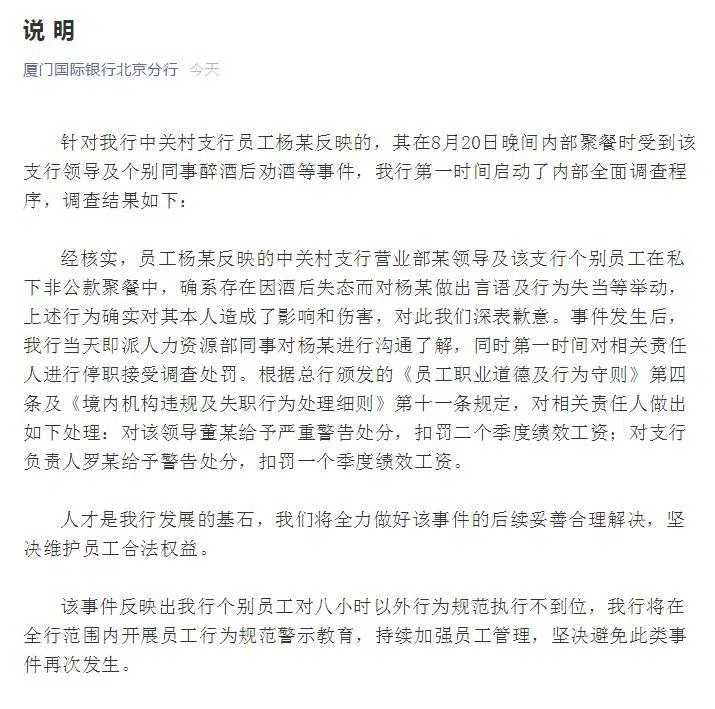 说 明
厦门国际银行北京分行 今天
针对我行中关村支行员工杨某反映的，其在8月20日晚间内部聚餐时受到该
支行领导及个别同事醉酒后劝酒等事件，我行第一时间启动了内部全面调查程
序，调查结果如下：
经核实，员工杨某反映的中关村支行营业部某领导及该支行个别员工在私
下非公款聚餐中，确系存在因酒后失态而对杨某做出言语及行为失当等举动，
上述行为确实对其本人造成了影响和伤害，对此我们深表歉意。事件发生后，
我行当天即派人力资源部同事对杨某进行沟通了解，同时第一时间对相关责任
人进行停职接受调查处罚。根据总行颁发的《员工职业道德及行为守则》第四
条及《境内机构违规及失职行为处理细则》第十一条规定，对相关责任人做出
如下处理：对该领导董某给予严重警告处分，扣罚二个季度绩效工资；对支行
负责人罗某给予警告处分，扣罚一个季度绩效工资。
人才是我行发展的基石，我们将全力做好该事件的后续妥善合理解决，坚
决维护员工合法权益。
该事件反映出我行个别员工对八小时以外行为规范执行不到位，我行将在
全行范围内开展员工行为规范警示教育，持续加强员工管理，坚决避免此类事
件再次发生。